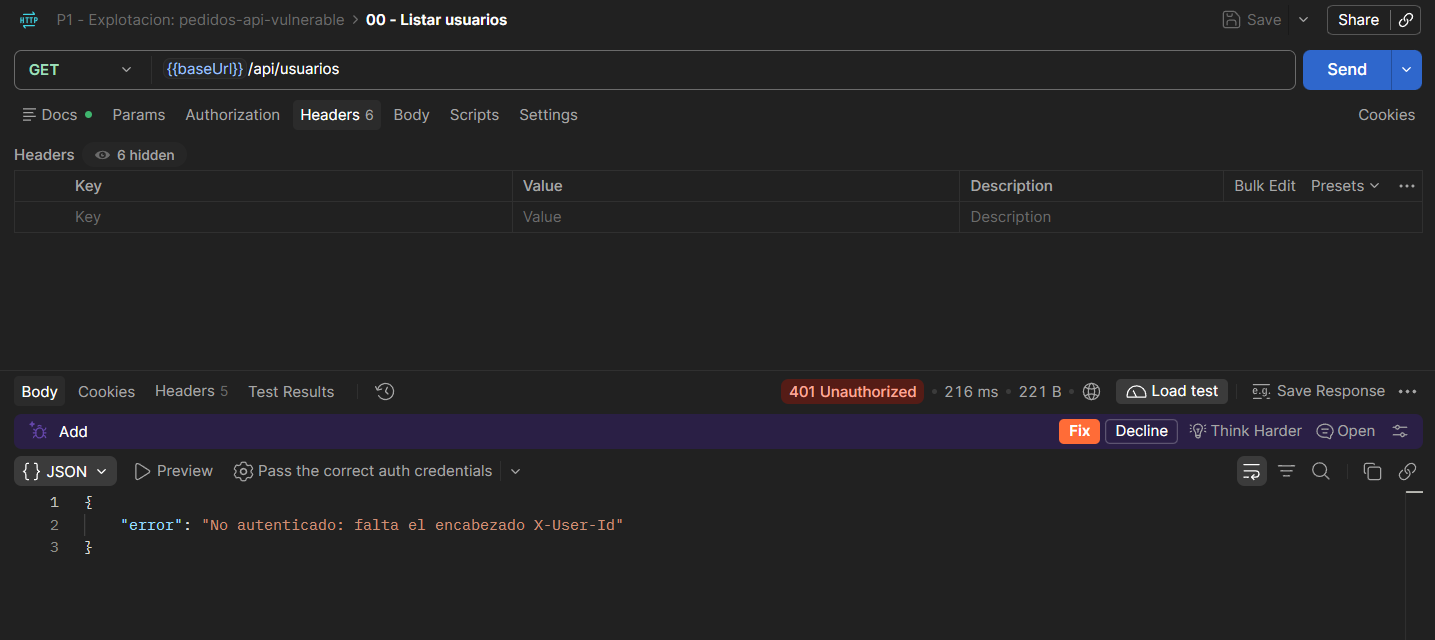 HTTP P1 - Explotacion: pedidos-api-vulnerable > 00 - Listar usuarios Save Share
GET {{baseUrl}} /api/usuarios Send
Docs Params Authorization Headers 6 Body Scripts Settings Cookies
Headers 6 hidden
Key Value Description Bulk Edit Presets
Key Value Description
Body Cookies Headers 5 Test Results 401 Unauthorized 216 ms 221 B Load test e.g. Save Response
Add Fix Decline Think Harder Open
{ } JSON Preview Pass the correct auth credentials
1 {
2 "error": "No autenticado: falta el encabezado X-User-Id"
3 }